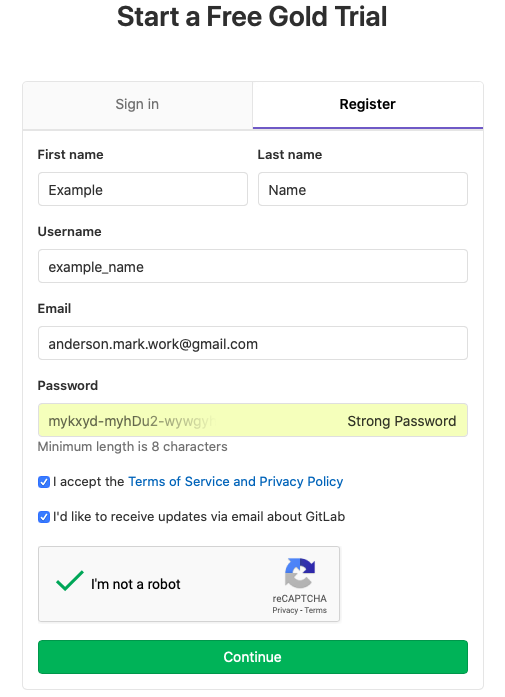 Start a Free Gold Trial
Sign in Register
First name Last name
Example Name
Username
example_name
Email
anderson.mark.work@gmail.com
Password
mykxyd-myhDu2-wywgy Strong Password
Minimum length is 8 characters
I accept the Terms of Service and Privacy Policy
I'd like to receive updates via email about GitLab
I'm not a robot
reCAPTCHA
Privacy - Terms
Continue